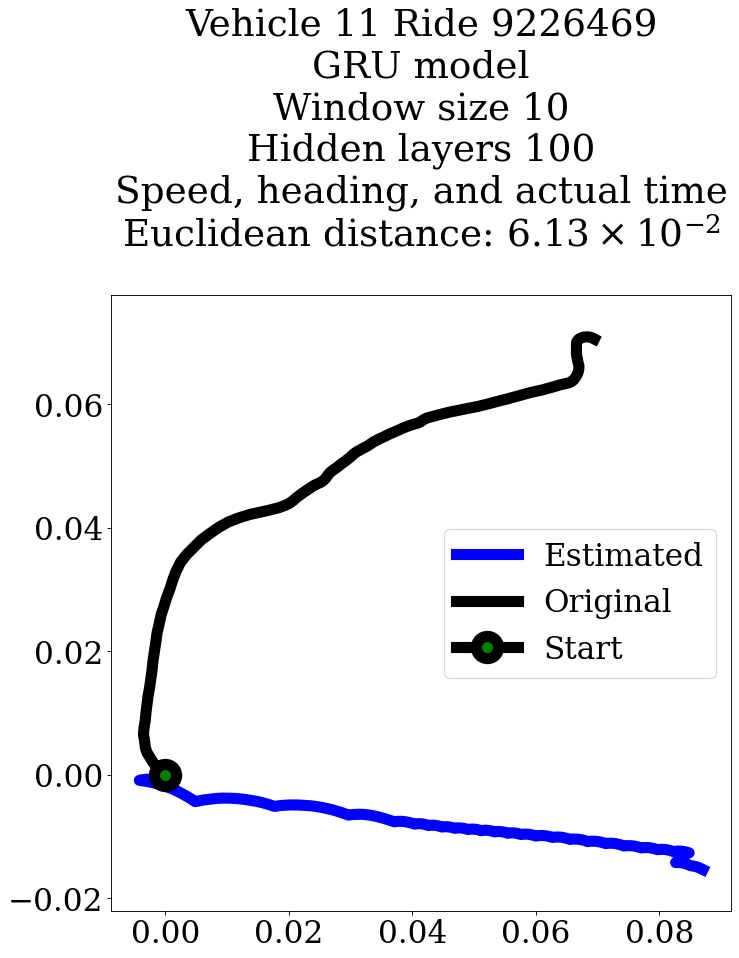 Vehicle 11 Ride 9226469
GRU model
Window size 10
Hidden layers 100
Speed, heading, and actual time
Euclidean distance: 6.13 × 10⁻²
0.06
0.04
0.02
0.00
−0.02
Estimated
Original
Start
0.00 0.02 0.04 0.06 0.08